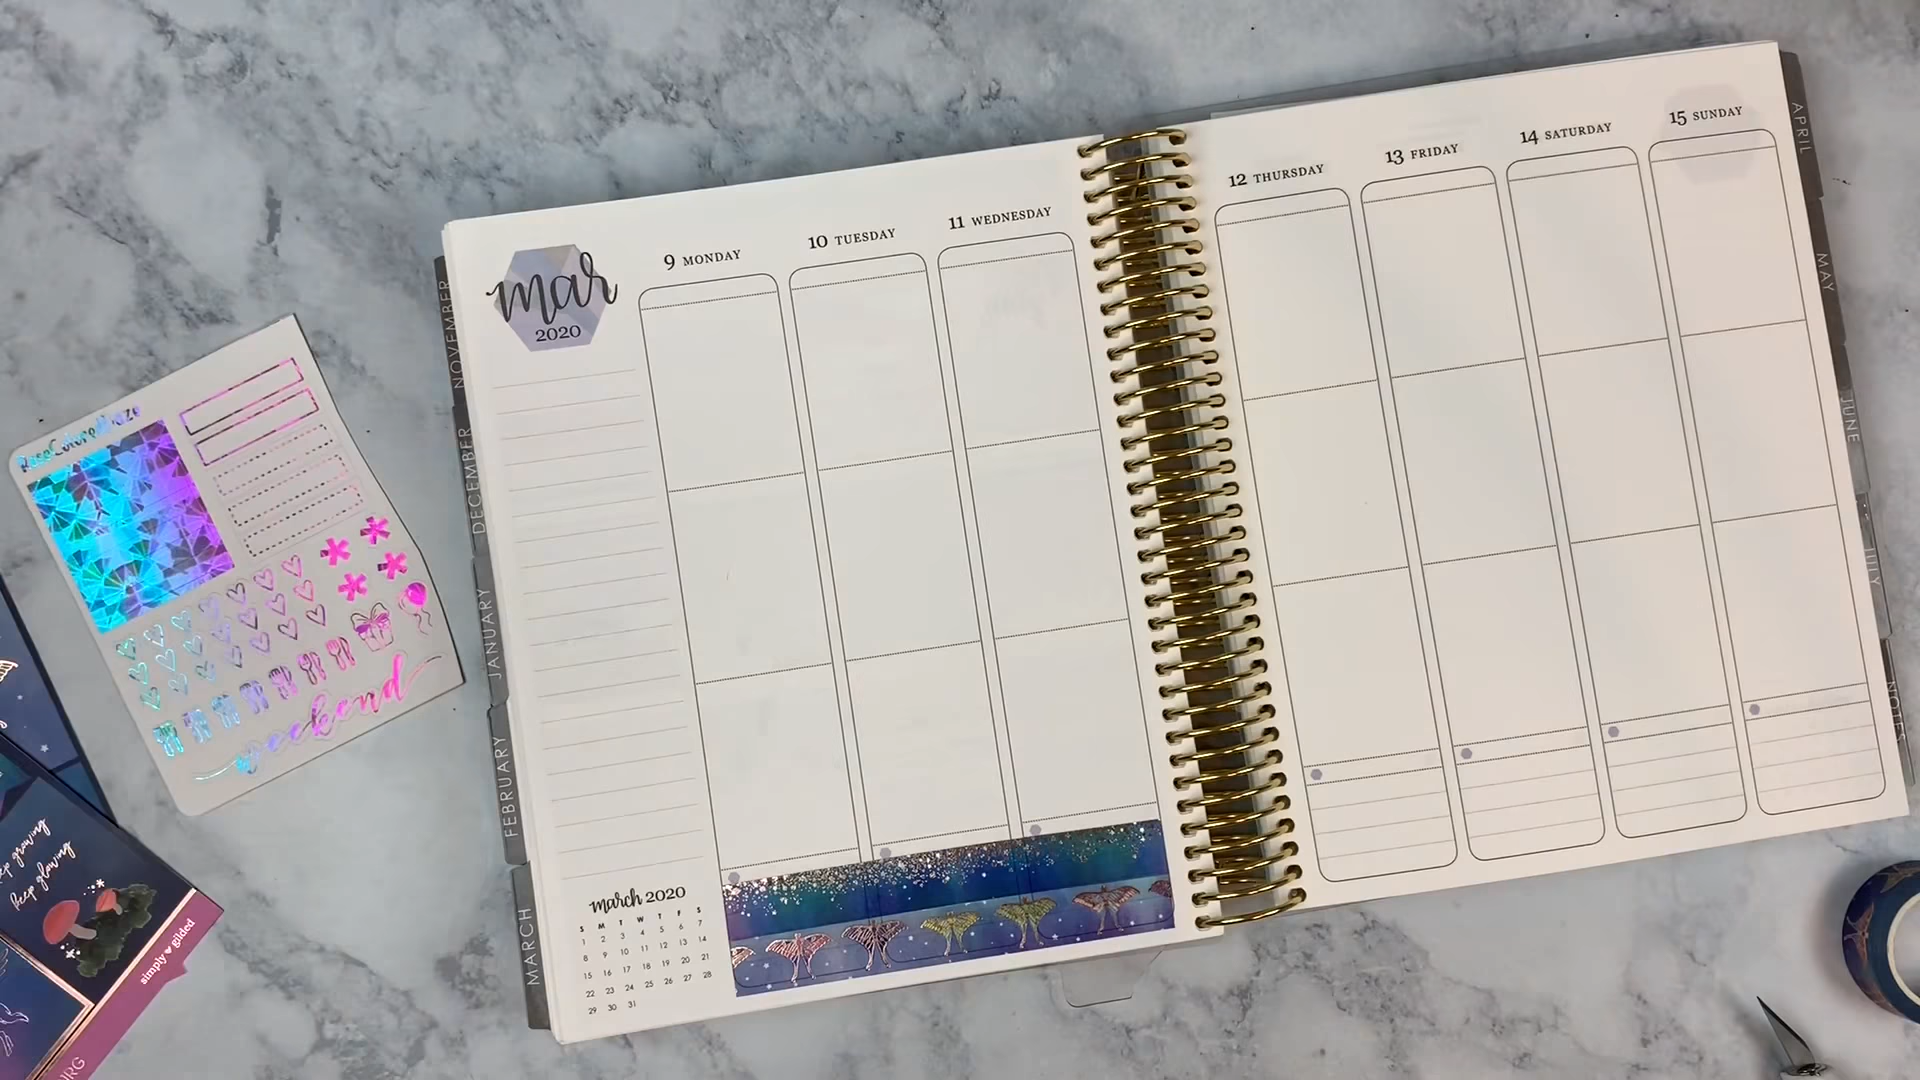 RoseColoredDaze
weekend
keep growing
keep glowing
simply gilded
NOVEMBER
DECEMBER
JANUARY
FEBRUARY
MARCH
mar
2020
9 MONDAY
10 TUESDAY
11 WEDNESDAY
12 THURSDAY
13 FRIDAY
14 SATURDAY
15 SUNDAY
march 2020
S M T W T F S
1 2 3 4 5 6 7
8 9 10 11 12 13 14
15 16 17 18 19 20 21
22 23 24 25 26 27 28
29 30 31
APRIL
MAY
JUNE
JULY
NOTES